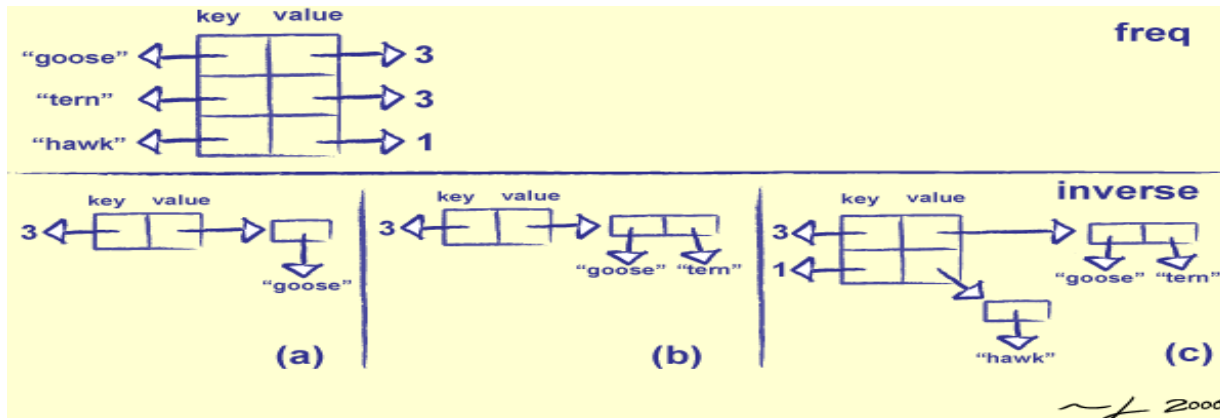 key value
freq
“goose” 3
“tern” 3
“hawk” 1
inverse
key value
3
“goose”
(a)
key value
3
“goose” “tern”
(b)
key value
3
1
“goose” “tern”
“hawk”
(c)